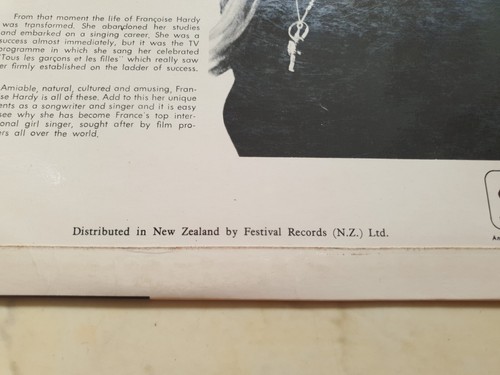 From that moment the life of Françoise Hardy
was transformed. She abandoned her studies
and embarked on a singing career. She was a
success almost immediately, but it was the TV
programme in which she sang her celebrated
"Tous les garçons et les filles" which really saw
er firmly established on the ladder of success.
Amiable, natural, cultured and amusing, Fran-
se Hardy is all of these. Add to this her unique
ents as a songwriter and singer and it is easy
see why she has become France's top inter-
onal girl singer, sought after by film pro-
ers all over the world.
Distributed in New Zealand by Festival Records (N.Z.) Ltd.